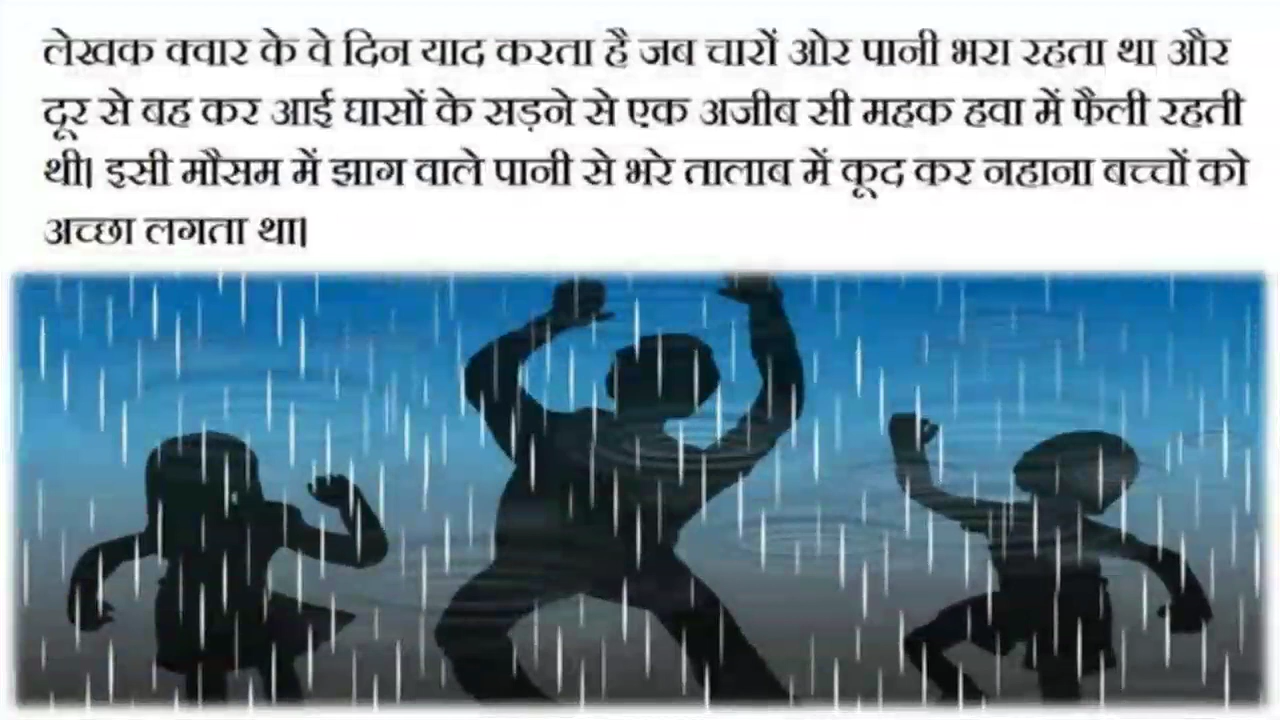 लेखक क्वार के वे दिन याद करता है जब चारों ओर पानी भरा रहता था और
दूर से बह कर आई घासों के सड़ने से एक अजीब सी महक हवा में फैली रहती
थी। इसी मौसम में झाग वाले पानी से भरे तालाब में कूद कर नहाना बच्चों को
अच्छा लगता था।